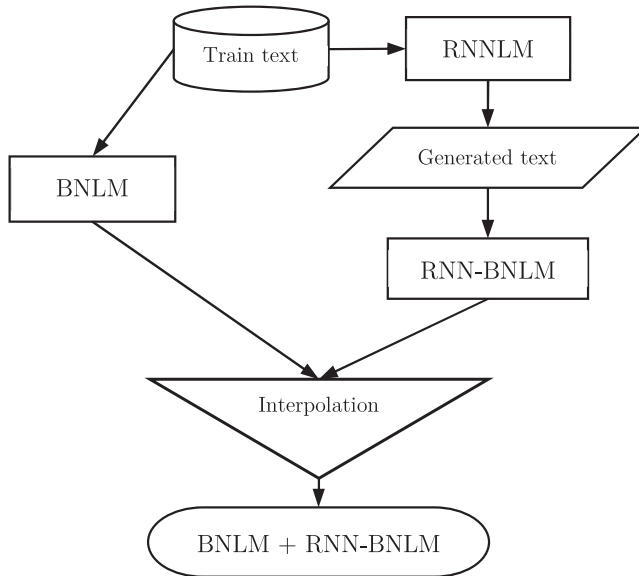 Train text
RNNLM
Generated text
BNLM
RNN-BNLM
Interpolation
BNLM + RNN-BNLM